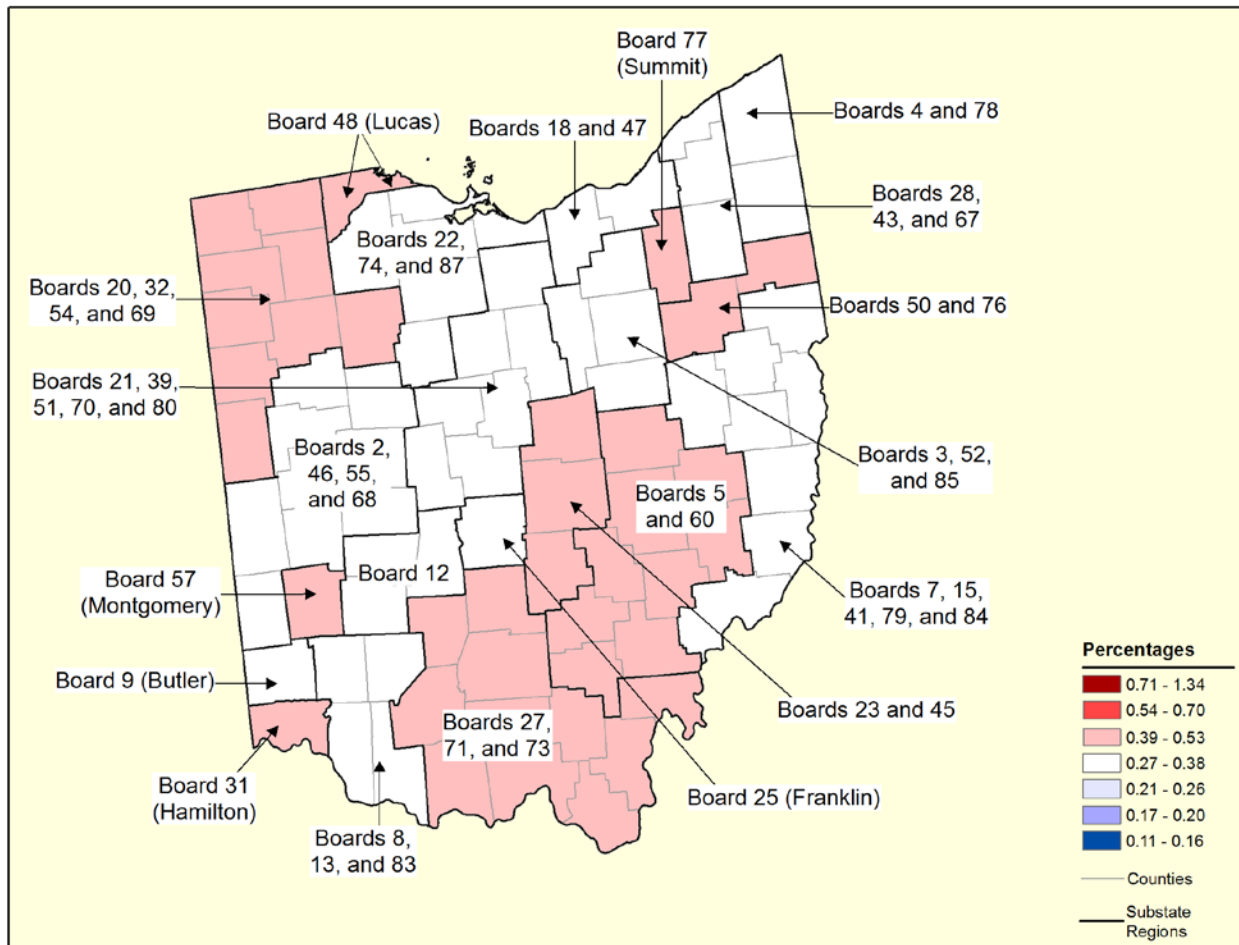 Board 77
(Summit)
Board 48 (Lucas)
Boards 18 and 47
Boards 4 and 78
Boards 28,
43, and 67
Boards 22,
74, and 87
Boards 20, 32,
54, and 69
Boards 50 and 76
Boards 21, 39,
51, 70, and 80
Boards 2,
46, 55,
and 68
Boards 3, 52,
and 85
Boards 5
and 60
Board 57
(Montgomery)
Board 12
Boards 7, 15,
41, 79, and 84
Board 9 (Butler)
Boards 23 and 45
Boards 27,
71, and 73
Board 31
(Hamilton)
Board 25 (Franklin)
Boards 8,
13, and 83
Percentages
0.71 - 1.34
0.54 - 0.70
0.39 - 0.53
0.27 - 0.38
0.21 - 0.26
0.17 - 0.20
0.11 - 0.16
Counties
Substate
Regions